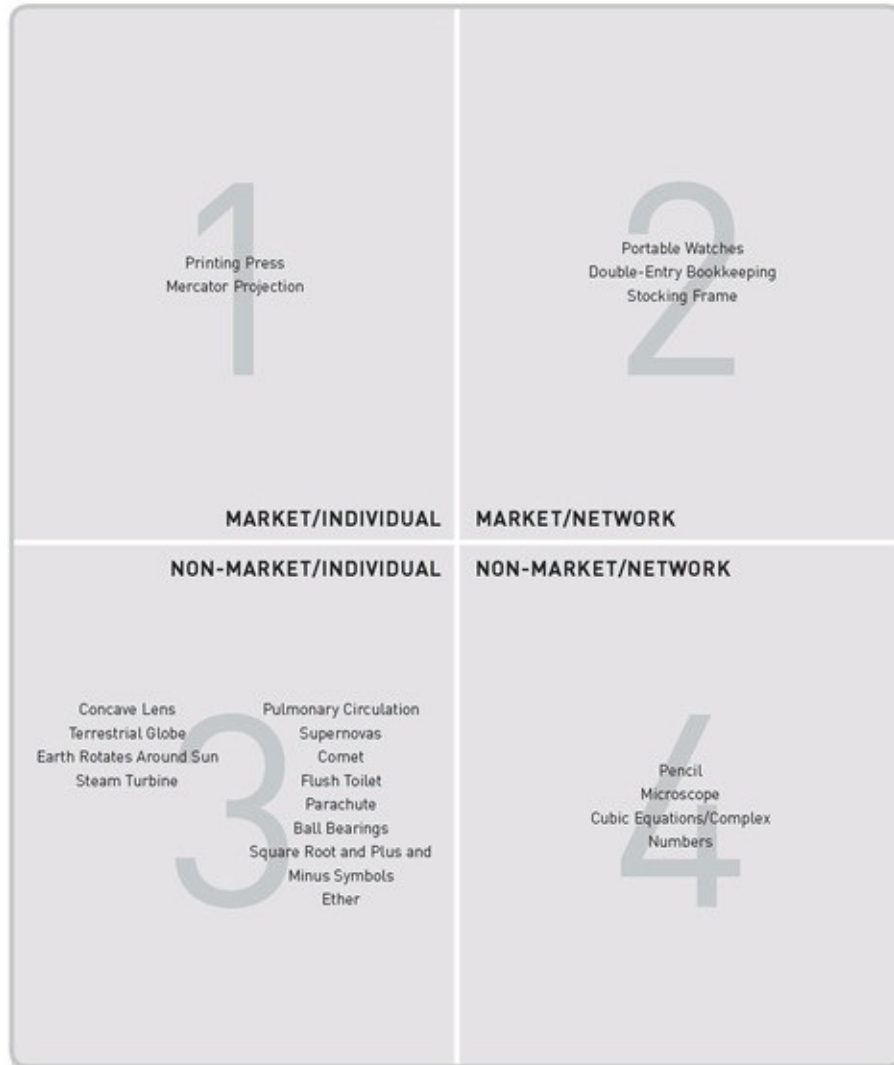 1
Printing Press
Mercator Projection
MARKET/INDIVIDUAL
2
Portable Watches
Double-Entry Bookkeeping
Stocking Frame
MARKET/NETWORK
NON-MARKET/INDIVIDUAL
3
Concave Lens
Terrestrial Globe
Earth Rotates Around Sun
Steam Turbine
Pulmonary Circulation
Supernovas
Comet
Flush Toilet
Parachute
Ball Bearings
Square Root and Plus and
Minus Symbols
Ether
NON-MARKET/NETWORK
4
Pencil
Microscope
Cubic Equations/Complex
Numbers